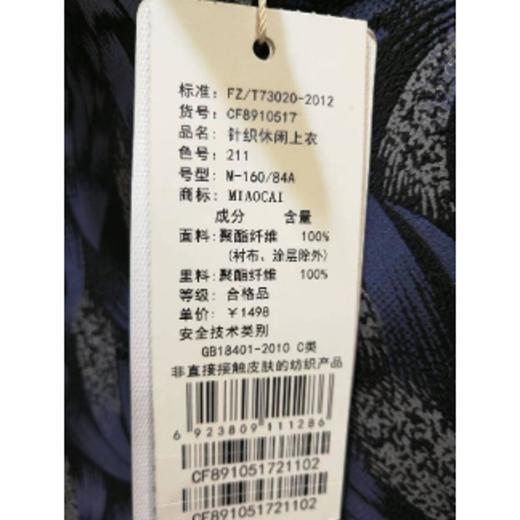 标准: FZ/T73020-2012
货号: CF8910517
品名: 针织休闲上衣
色号: 211
号型: M-160/84A
商标: MIAOCAI
成分 含量
面料: 聚酯纤维 100%
(衬布、涂层除外)
里料: 聚酯纤维 100%
等级: 合格品
单价: ¥1498
安全技术类别
GB18401-2010 C类
非直接接触皮肤的纺织产品
6 923809 111286
CF891051721102
CF891051721102